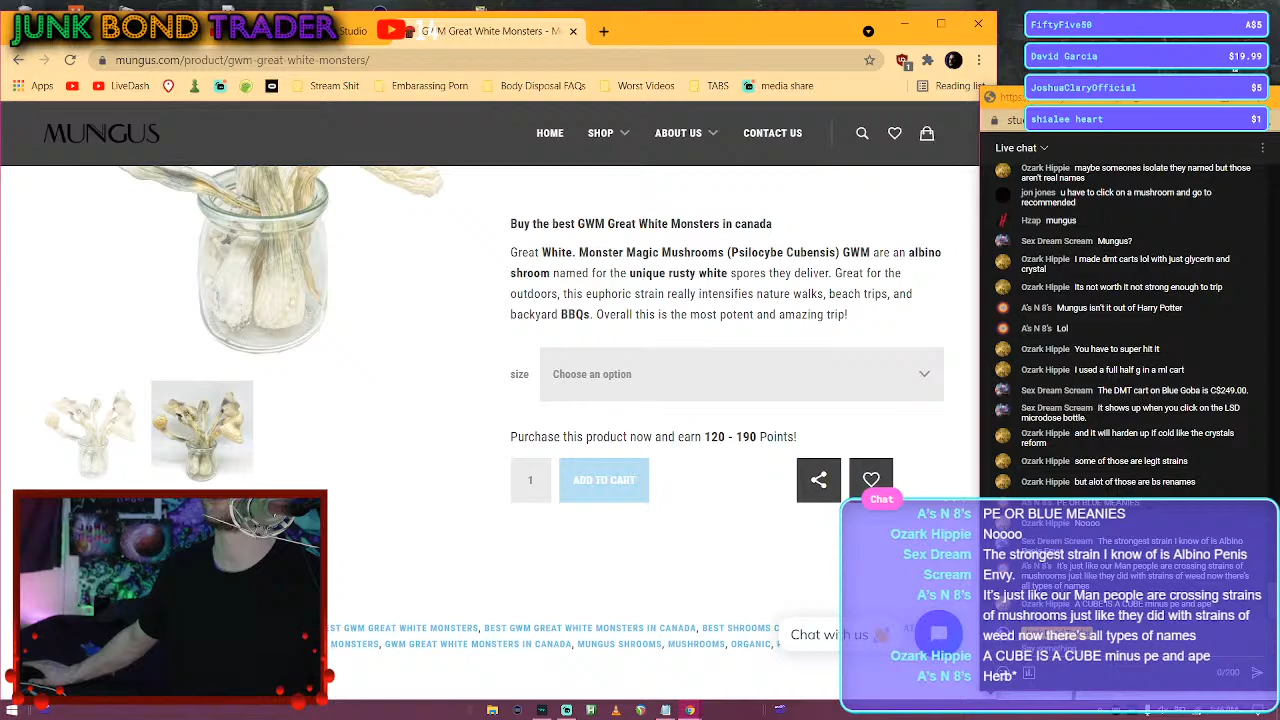 JUNK BOND TRADER
Studio
GWM Great White Monsters - M
mungus.com/product/gwm-great-white-m
Apps
LiveDash
Stream Shit
Embarassing Porn
Body Disposal FAQs
Worst Videos
TABS
media share
Reading list
FiftyFive50 A$5
David Garcia $19.99
JoshuaClaryOfficial $5
shialee heart $1
MUNGUS
HOME
SHOP
ABOUT US
CONTACT US
Buy the best GWM Great White Monsters in canada
Great White. Monster Magic Mushrooms (Psilocybe Cubensis) GWM are an albino
shroom named for the unique rusty white spores they deliver. Great for the
outdoors, this euphoric strain really intensifies nature walks, beach trips, and
backyard BBQs. Overall this is the most potent and amazing trip!
size
Choose an option
Purchase this product now and earn 120 - 190 Points!
1
ADD TO CART
EST GWM GREAT WHITE MONSTERS, BEST GWM GREAT WHITE MONSTERS IN CANADA, BEST SHROOMS C
MONSTERS, GWM GREAT WHITE MONSTERS IN CANADA, MUNGUS SHROOMS, MUSHROOMS, ORGANIC,
Chat with us
Live chat
Ozark Hippie maybe someones isolate they named but those
aren't real names
jon jones u have to click on a mushroom and go to
recommended
Hzap mungus
Sex Dream Scream Mungus?
Ozark Hippie I made dmt carts lol with just glycerin and
crystal
Ozark Hippie Its not worth it not strong enough to trip
A's N 8's Mungus isn't it out of Harry Potter
A's N 8's Lol
Ozark Hippie You have to super hit it
Ozark Hippie I used a full half g in a ml cart
Sex Dream Scream The DMT cart on Blue Goba is C$249.00.
Sex Dream Scream It shows up when you click on the LSD
microdose bottle.
Ozark Hippie and it will harden up if cold like the crystals
reform
Ozark Hippie some of those are legit strains
Ozark Hippie but alot of those are bs renames
Chat
A's N 8's PE OR BLUE MEANIES
Ozark Hippie Noooo
Sex Dream Scream The strongest strain I know of is Albino Penis
Envy.
A's N 8's It's just like our Man people are crossing strains
of mushrooms just like they did with strains of
weed now there's all types of names
Ozark Hippie A CUBE IS A CUBE minus pe and ape
A's N 8's Herb*
0/200